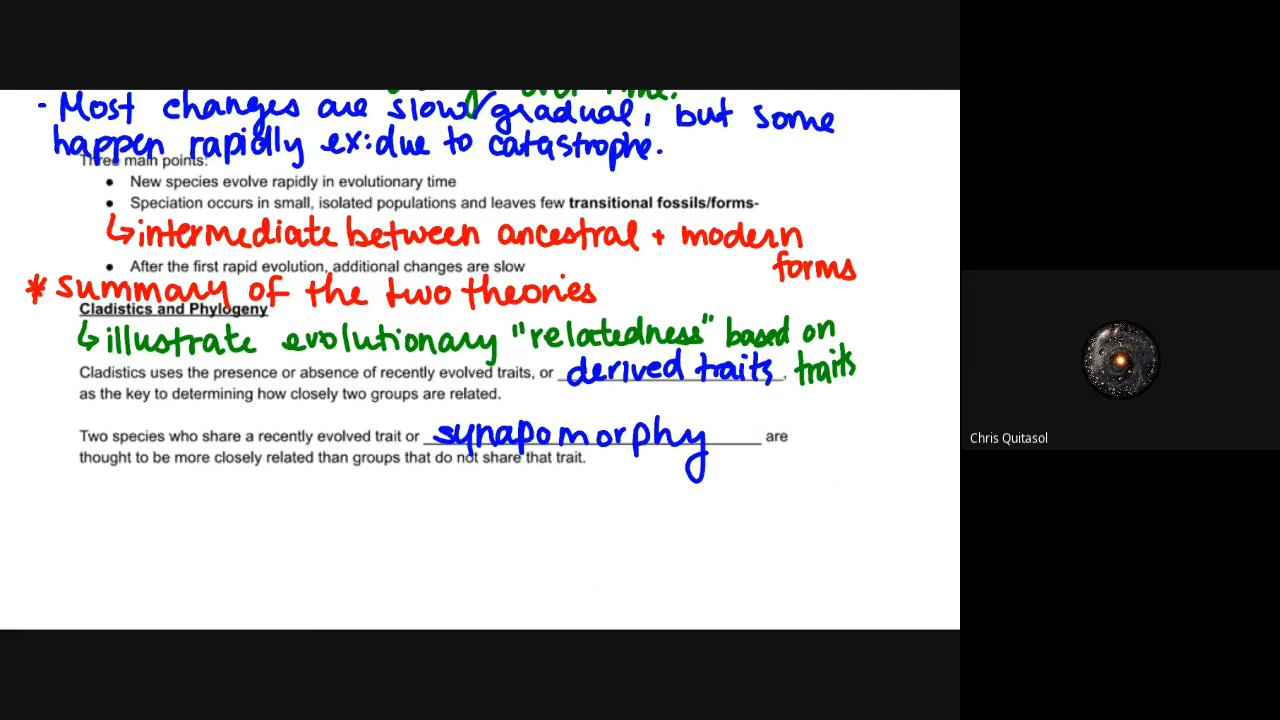 over time.
- Most changes are slow/gradual, but some
happen rapidly ex: due to catastrophe.
Three main points:
● New species evolve rapidly in evolutionary time
● Speciation occurs in small, isolated populations and leaves few transitional fossils/forms-
↳ intermediate between ancestral + modern
forms
● After the first rapid evolution, additional changes are slow
* Summary of the two theories
Cladistics and Phylogeny
↳ illustrate evolutionary "relatedness" based on
traits
Cladistics uses the presence or absence of recently evolved traits, or derived traits,
as the key to determining how closely two groups are related.
Two species who share a recently evolved trait or synapomorphy are
thought to be more closely related than groups that do not share that trait.
Chris Quitasol